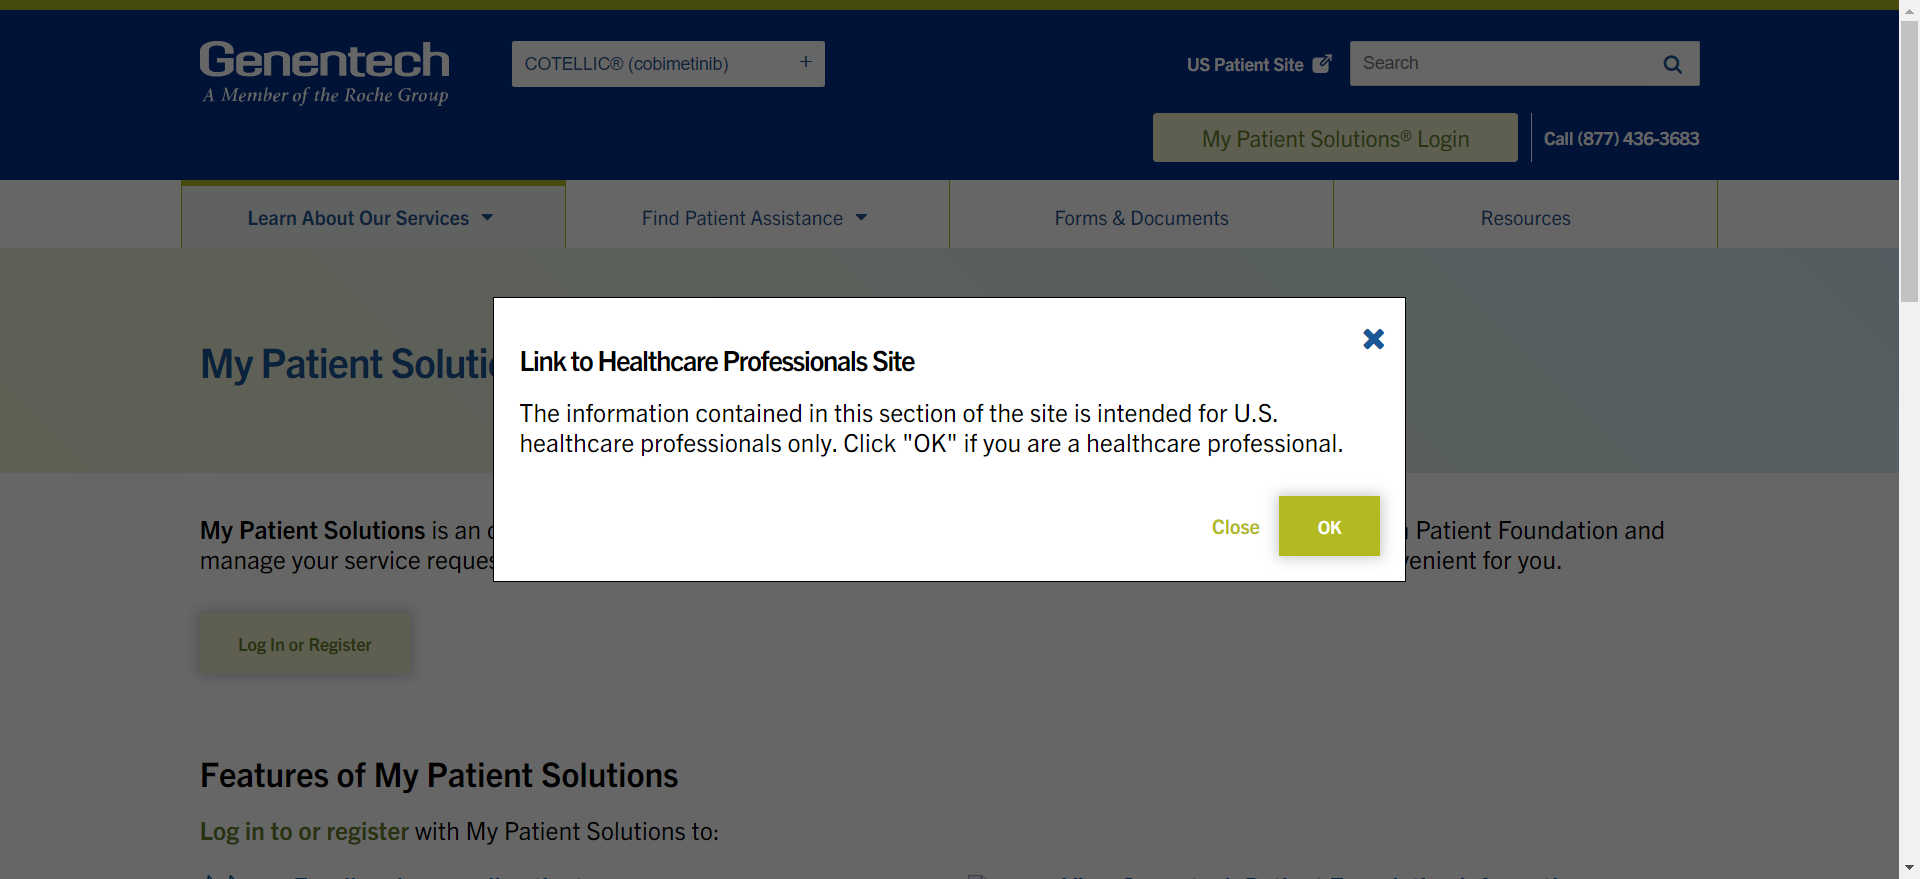 Genentech
A Member of the Roche Group
COTELLIC® (cobimetinib) +
US Patient Site
Search
My Patient Solutions® Login
Call (877) 436-3683
Learn About Our Services
Find Patient Assistance
Forms & Documents
Resources
My Patient Soluti
Link to Healthcare Professionals Site
The information contained in this section of the site is intended for U.S.
healthcare professionals only. Click "OK" if you are a healthcare professional.
Close
OK
My Patient Solutions is an
Patient Foundation and
manage your service reques
venient for you.
Log In or Register
Features of My Patient Solutions
Log in to or register with My Patient Solutions to: